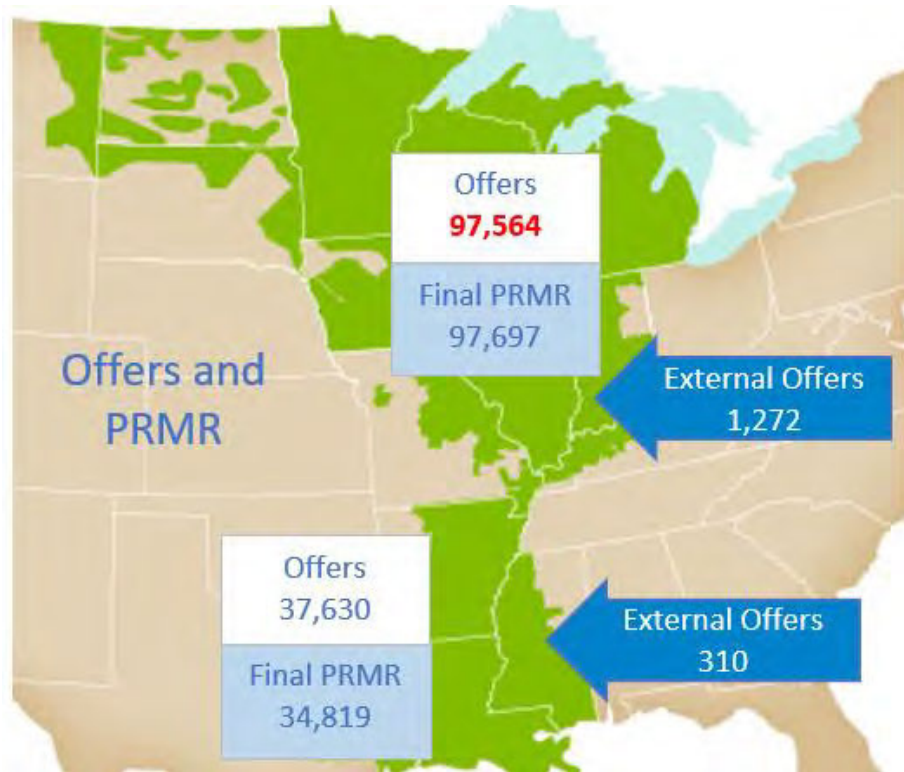 Offers
97,564
Final PRMR
97,697
Offers and
PRMR
External Offers
1,272
Offers
37,630
Final PRMR
34,819
External Offers
310